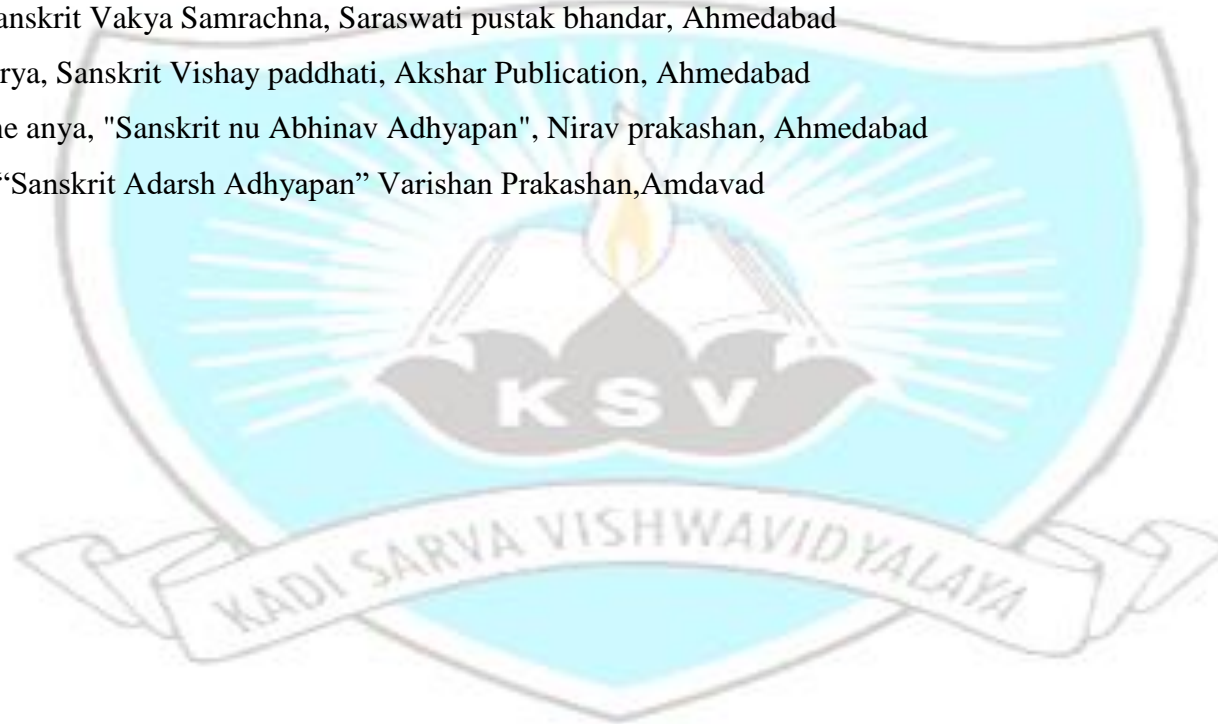 anskrit Vakya Samrachna, Saraswati pustak bhandar, Ahmedabad
rya, Sanskrit Vishay paddhati, Akshar Publication, Ahmedabad
ne anya, "Sanskrit nu Abhinav Adhyapan", Nirav prakashan, Ahmedabad
“Sanskrit Adarsh Adhyapan” Varishan Prakashan,Amdavad
KSV
KADI SARVA VISHWAVIDYALAYA